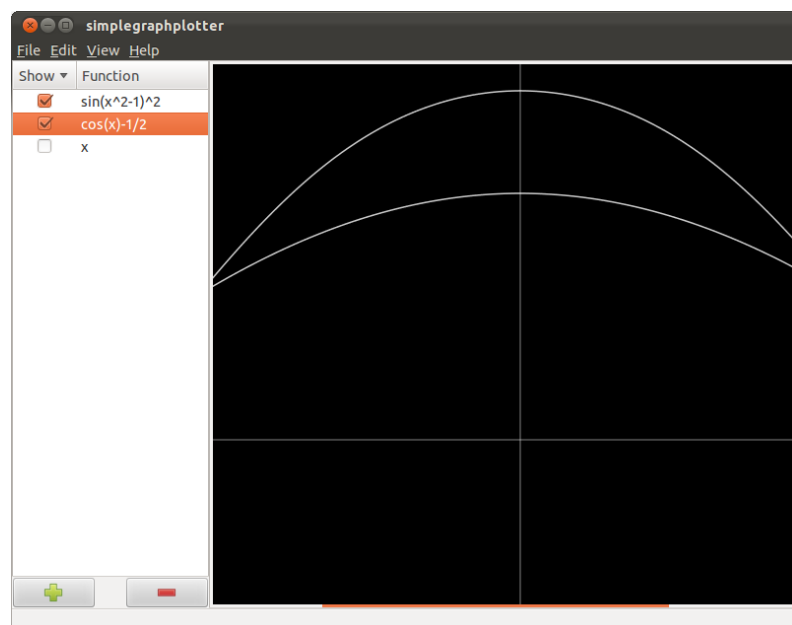 simplegraphplotter
File Edit View Help
Show Function
sin(x^2-1)^2
cos(x)-1/2
x